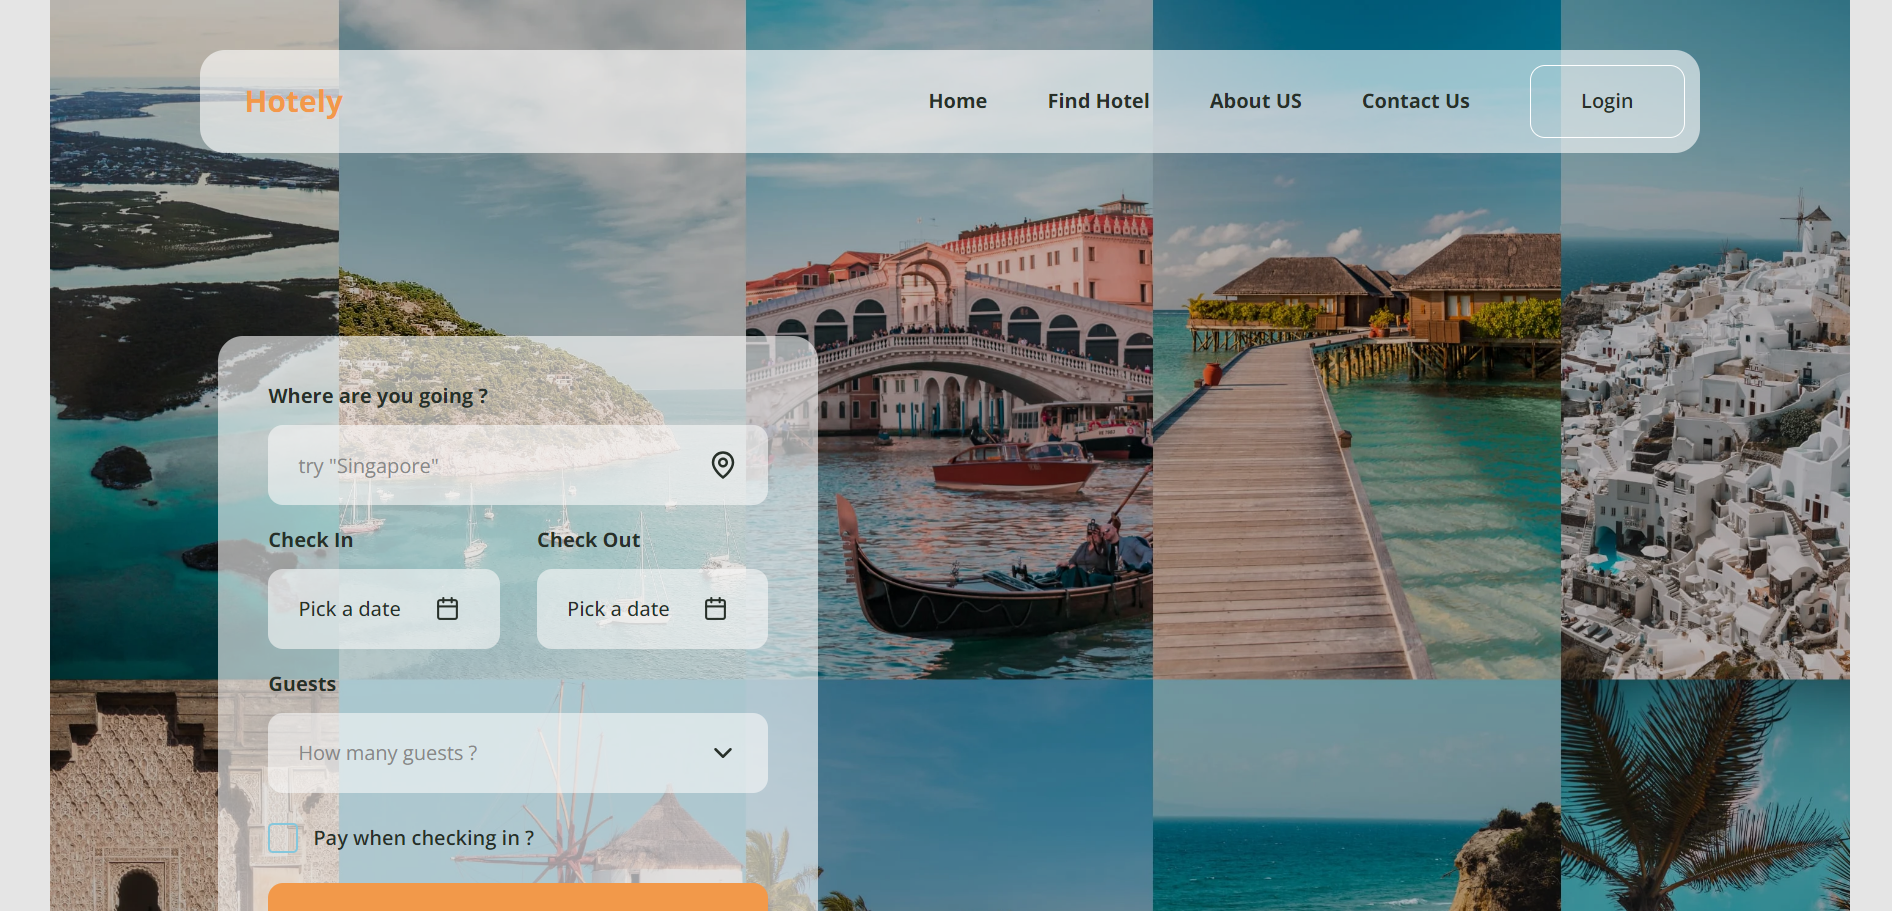 Hotely
Home
Find Hotel
About US
Contact Us
Login
Where are you going ?
try "Singapore"
Check In
Check Out
Pick a date
Pick a date
Guests
How many guests ?
Pay when checking in ?